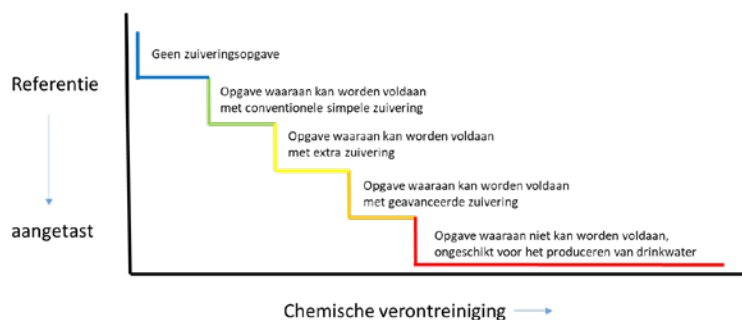 Geen zuiveringsopgave
Referentie
Opgave waaraan kan worden voldaan
met conventionele simpele zuivering
Opgave waaraan kan worden voldaan
met extra zuivering
Opgave waaraan kan worden voldaan
met geavanceerde zuivering
aangetast
Opgave waaraan niet kan worden voldaan,
ongeschikt voor het produceren van drinkwater
Chemische verontreiniging